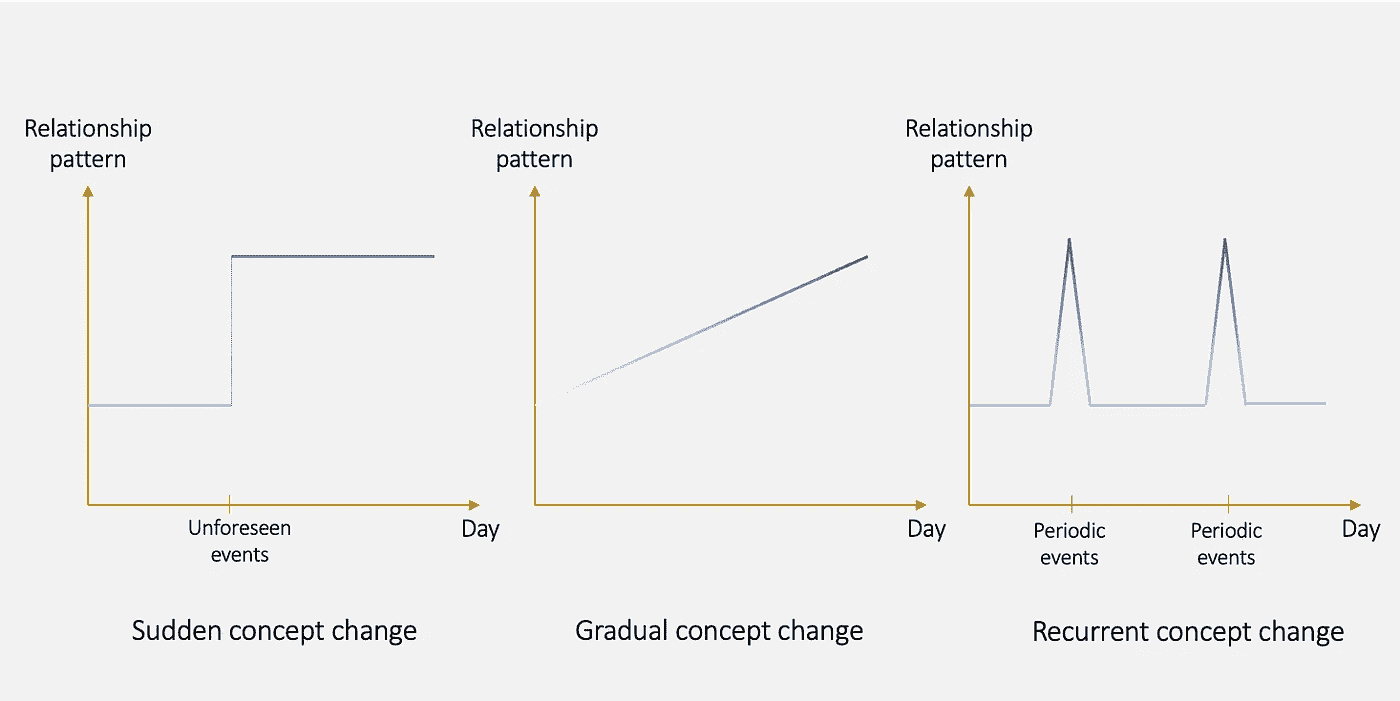 Relationship
pattern
Unforeseen
events
Day
Sudden concept change
Relationship
pattern
Day
Gradual concept change
Relationship
pattern
Periodic
events
Periodic
events
Day
Recurrent concept change